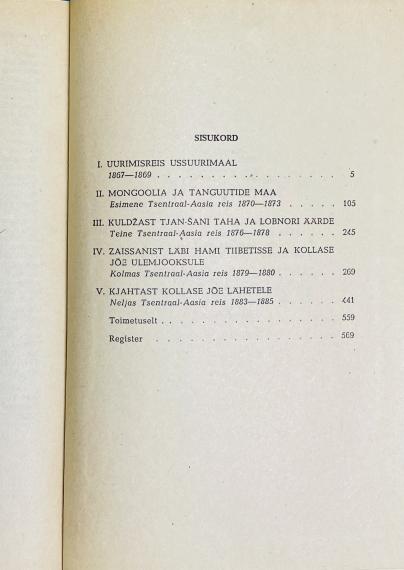 SISUKORD
I. UURIMISREIS USSUURIMAAL
1867—1869 . . . . . . . . . . . . . . . . . 5
II. MONGOOLIA JA TANGUUTIDE MAA
Esimene Tsentraal-Aasia reis 1870—1873 . . . . . 105
III. KULDŽAST TJAN-ŠANI TAHA JA LOBNORI ÄÄRDE
Teine Tsentraal-Aasia reis 1876—1878 . . . . . . 245
IV. ZAISSANIST LÄBI HAMI TIIBETISSE JA KOLLASE
JÕE ÜLEMJOOKSULE
Kolmas Tsentraal-Aasia reis 1879—1880 . . . . . . 269
V. KJAHTAST KOLLASE JÕE LÄHETELE
Neljas Tsentraal-Aasia reis 1883—1885 . . . . . . 441
Toimetuselt . . . . . . . . . . . . . . . . 559
Register . . . . . . . . . . . . . . . . 569